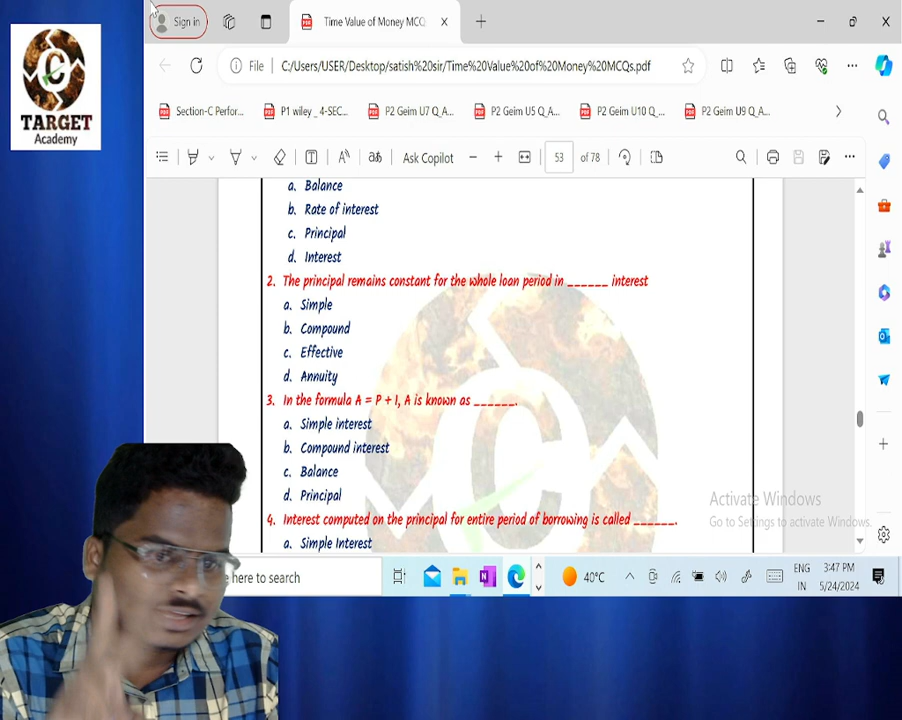 Sign in
Time Value of Money MCQ
TARGET
Academy
File
C:/Users/USER/Desktop/satish%20sir/Time%20Value%20of%20Money%20MCQs.pdf
Section-C Perfor...
P1 wiley _ 4-SEC...
P2 Geim U7 Q_A...
P2 Geim U5 Q_A...
P2 Geim U10 Q_...
P2 Geim U9 Q_A...
Ask Copilot
53 of 78
a. Balance
b. Rate of interest
c. Principal
d. Interest
2. The principal remains constant for the whole loan period in ______ interest
a. Simple
b. Compound
c. Effective
d. Annuity
3. In the formula A = P + I, A is known as ______.
a. Simple interest
b. Compound interest
c. Balance
d. Principal
4. Interest computed on the principal for entire period of borrowing is called ______.
a. Simple Interest
Activate Windows
Go to Settings to activate Windows.
here to search
40°C
ENG
IN
3:47 PM
5/24/2024